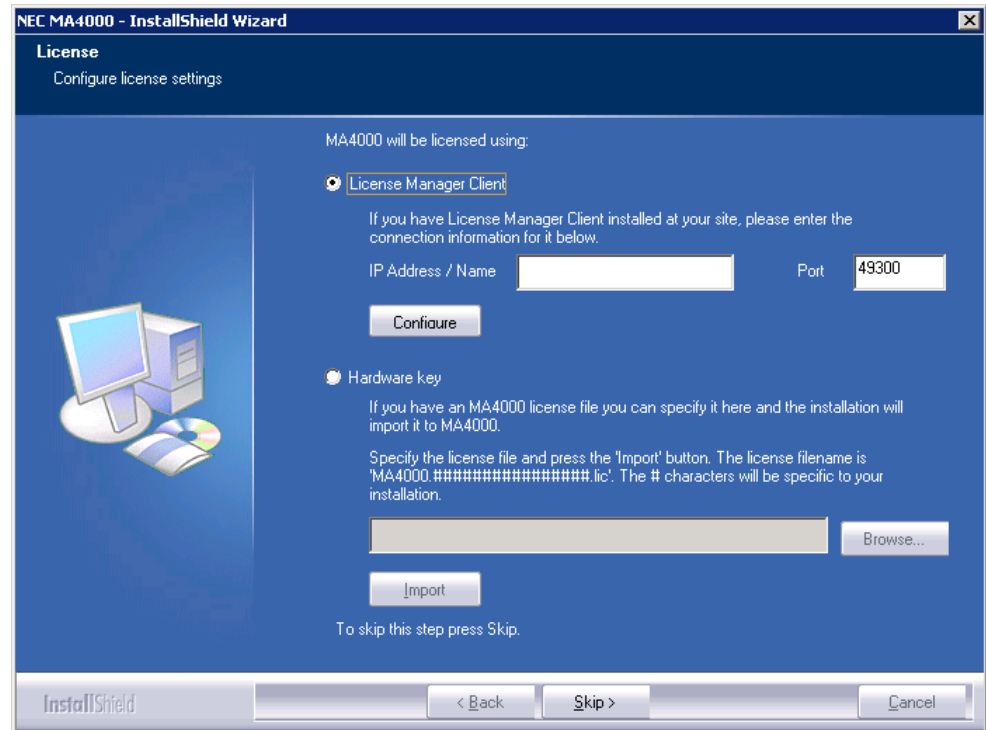 NEC MA4000 - InstallShield Wizard
License
Configure license settings
MA4000 will be licensed using:
License Manager Client
If you have License Manager Client installed at your site, please enter the
connection information for it below.
IP Address / Name
Port
49300
Configure
Hardware key
If you have an MA4000 license file you can specify it here and the installation will
import it to MA4000.
Specify the license file and press the 'Import' button. The license filename is
'MA4000.################.lic'. The # characters will be specific to your
installation.
Browse...
Import
To skip this step press Skip.
InstallShield
< Back
Skip >
Cancel